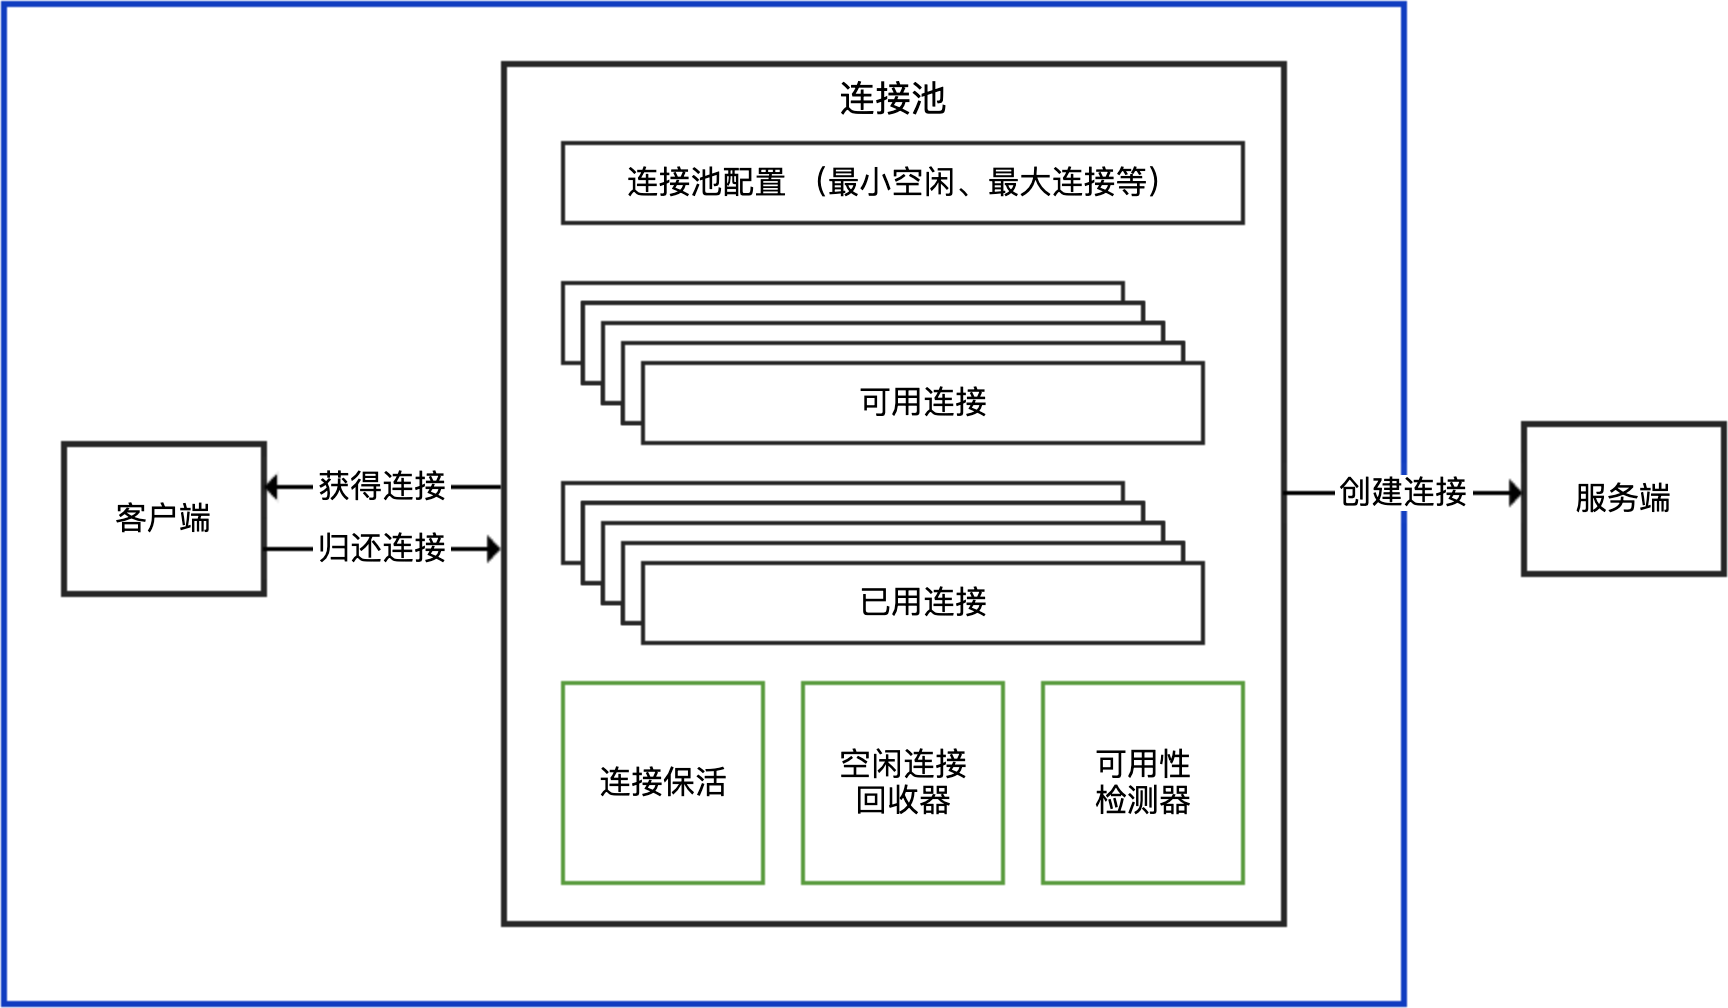 连接池
连接池配置 （最小空闲、最大连接等）
可用连接
客户端
获得连接
归还连接
创建连接
服务端
已用连接
连接保活
空闲连接
回收器
可用性
检测器